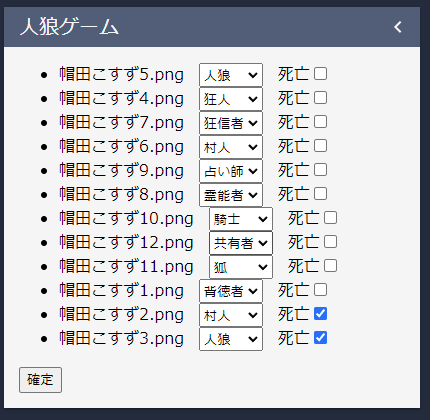 人狼ゲーム
帽田こすず5.png 人狼 死亡
帽田こすず4.png 狂人 死亡
帽田こすず7.png 狂信者 死亡
帽田こすず6.png 村人 死亡
帽田こすず9.png 占い師 死亡
帽田こすず8.png 霊能者 死亡
帽田こすず10.png 騎士 死亡
帽田こすず12.png 共有者 死亡
帽田こすず11.png 狐 死亡
帽田こすず1.png 背徳者 死亡
帽田こすず2.png 村人 死亡
帽田こすず3.png 人狼 死亡
確定